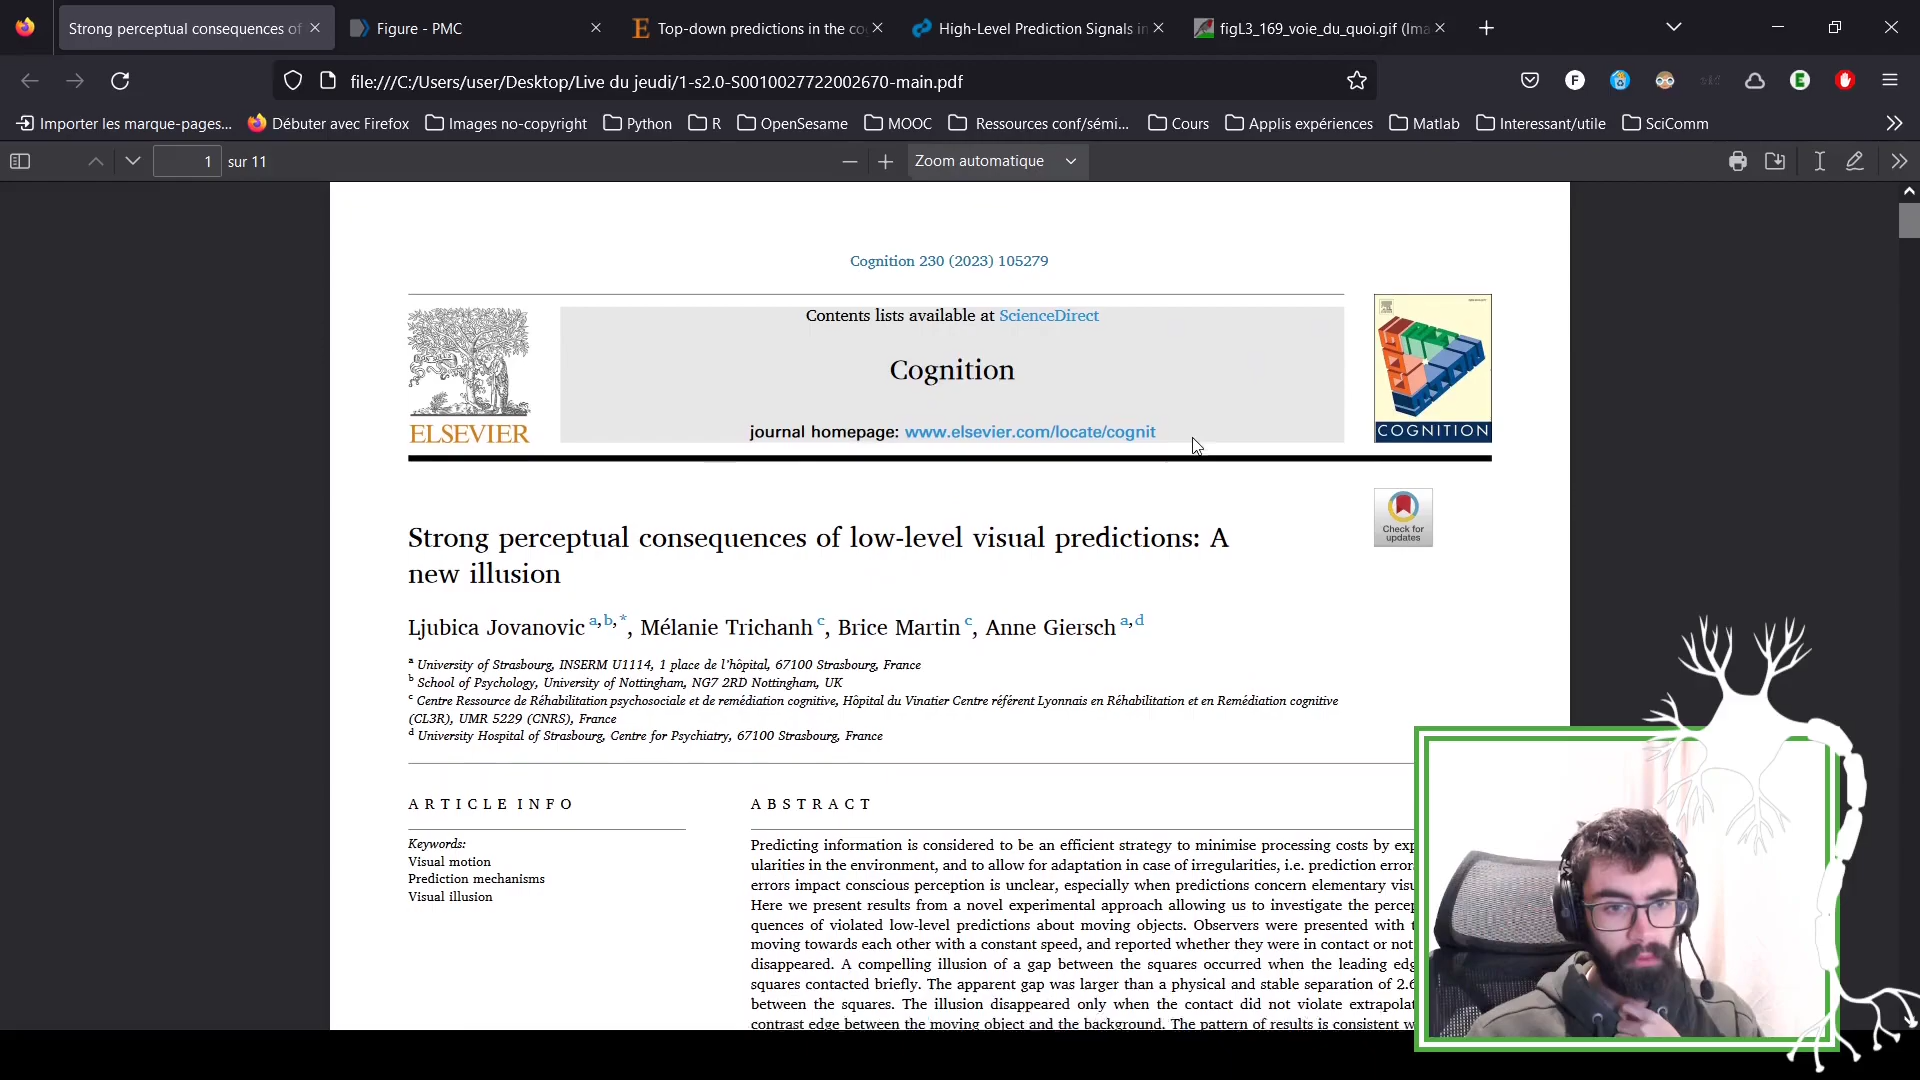 Strong perceptual consequences of
Figure - PMC
Top-down predictions in the co
High-Level Prediction Signals in
figL3_169_voie_du_quoi.gif (Ima
file:///C:/Users/user/Desktop/Live du jeudi/1-s2.0-S0010027722002670-main.pdf
Importer les marque-pages...
Débuter avec Firefox
Images no-copyright
Python
R
OpenSesame
MOOC
Ressources conf/sémi...
Cours
Applis expériences
Matlab
Interessant/utile
SciComm
1 sur 11
Zoom automatique
Cognition 230 (2023) 105279
Contents lists available at ScienceDirect
Cognition
journal homepage: www.elsevier.com/locate/cognit
ELSEVIER
COGNITION
Check for
updates
Strong perceptual consequences of low-level visual predictions: A
new illusion
Ljubica Jovanovic a,b,*, Mélanie Trichanh c, Brice Martin c, Anne Giersch a,d
a University of Strasbourg, INSERM U1114, 1 place de l'hôpital, 67100 Strasbourg, France
b School of Psychology, University of Nottingham, NG7 2RD Nottingham, UK
c Centre Ressource de Réhabilitation psychosociale et de remédiation cognitive, Hôpital du Vinatier Centre référent Lyonnais en Réhabilitation et en Remédiation cognitive
(CL3R), UMR 5229 (CNRS), France
d University Hospital of Strasbourg, Centre for Psychiatry, 67100 Strasbourg, France
ARTICLE INFO
Keywords:
Visual motion
Prediction mechanisms
Visual illusion
ABSTRACT
Predicting information is considered to be an efficient strategy to minimise processing costs by exp
ularities in the environment, and to allow for adaptation in case of irregularities, i.e. prediction error
errors impact conscious perception is unclear, especially when predictions concern elementary visu
Here we present results from a novel experimental approach allowing us to investigate the percep
quences of violated low-level predictions about moving objects. Observers were presented with t
moving towards each other with a constant speed, and reported whether they were in contact or not
disappeared. A compelling illusion of a gap between the squares occurred when the leading edg
squares contacted briefly. The apparent gap was larger than a physical and stable separation of 2.6
between the squares. The illusion disappeared only when the contact did not violate extrapolat
contrast edge between the moving object and the background. The pattern of results is consistent w